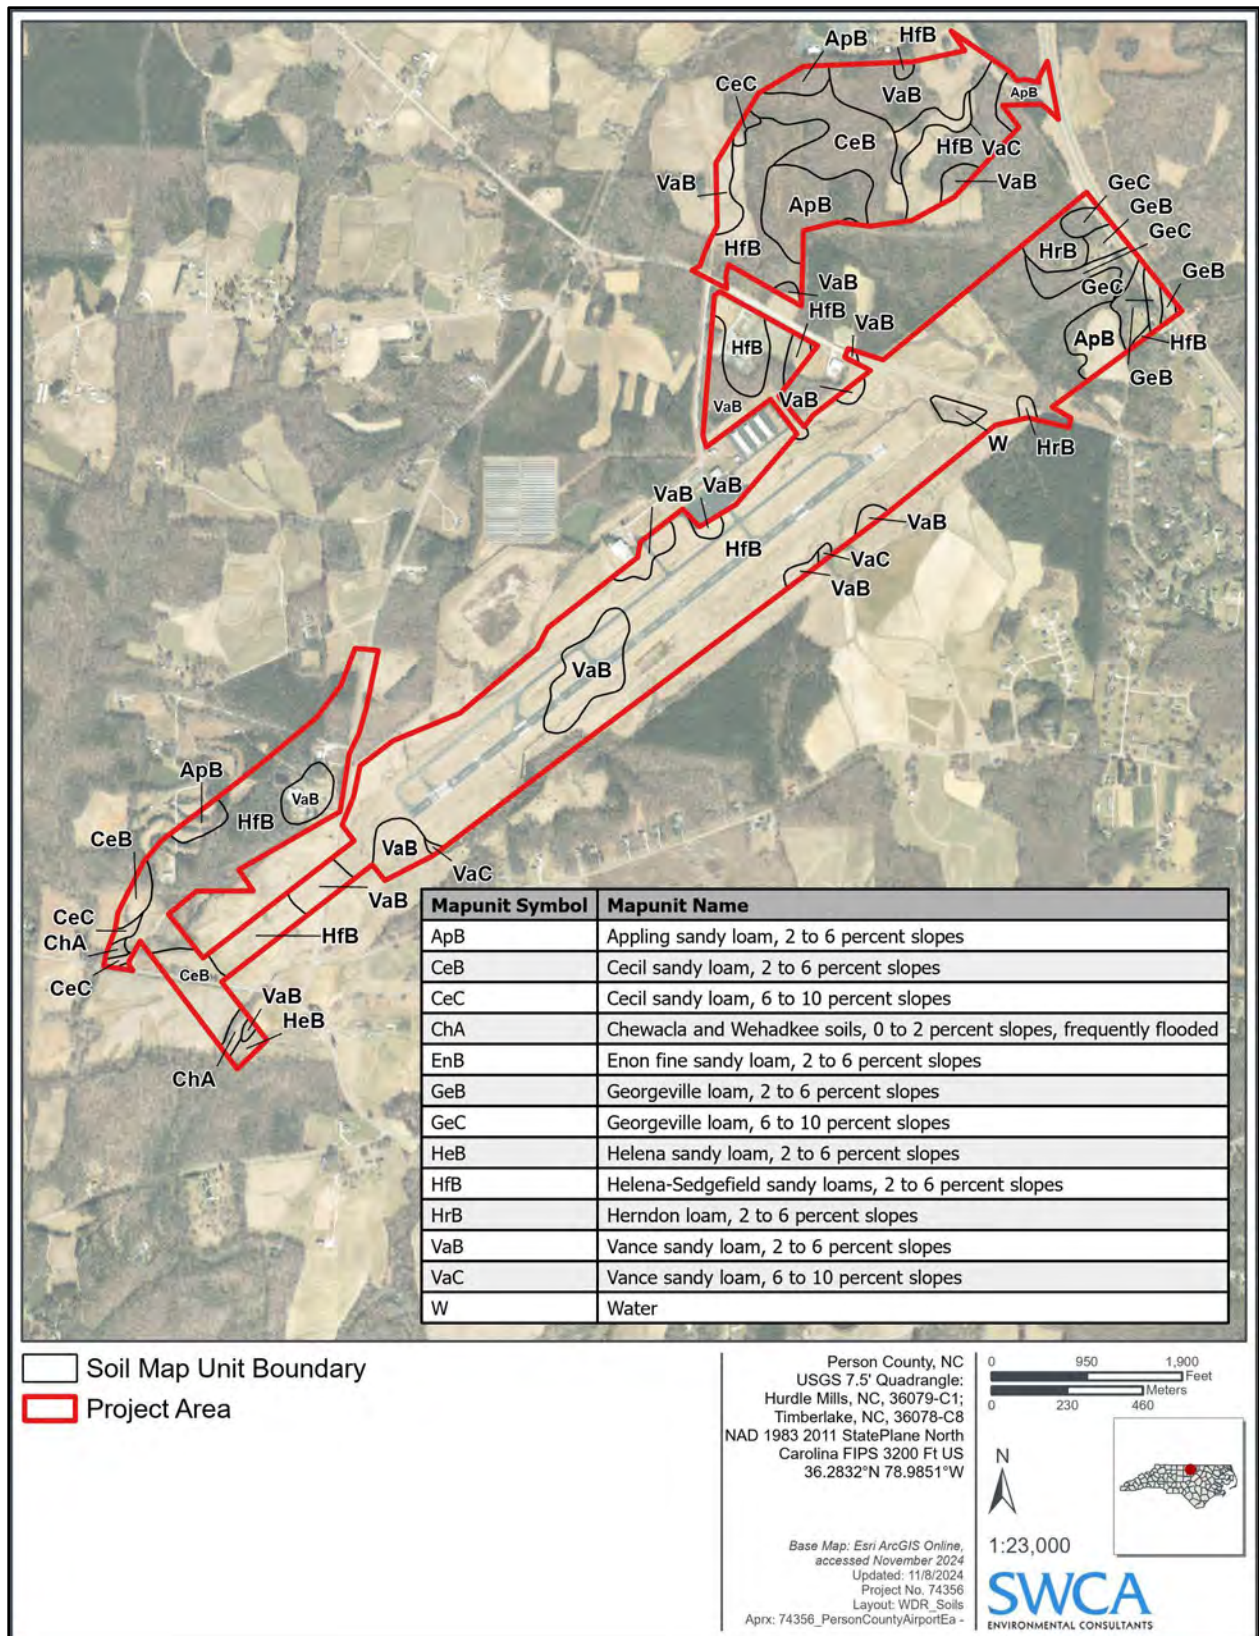 ApB
HfB
CeC
VaB
ApB
CeB
HfB
VaC
VaB
VaB
ApB
GeC
GeB
GeC
HrB
HfB
VaB
GeC
GeB
HfB
VaB
HfB
ApB
HfB
GeB
VaB
VaB
W
HrB
VaB
VaB
HfB
VaB
VaC
VaB
VaB
ApB
VaB
HfB
CeB
VaB
VaC
VaB
CeC
ChA
HfB
CeC
CeB
VaB
HeB
ChA
Mapunit Symbol Mapunit Name
ApB Appling sandy loam, 2 to 6 percent slopes
CeB Cecil sandy loam, 2 to 6 percent slopes
CeC Cecil sandy loam, 6 to 10 percent slopes
ChA Chewacla and Wehadkee soils, 0 to 2 percent slopes, frequently flooded
EnB Enon fine sandy loam, 2 to 6 percent slopes
GeB Georgeville loam, 2 to 6 percent slopes
GeC Georgeville loam, 6 to 10 percent slopes
HeB Helena sandy loam, 2 to 6 percent slopes
HfB Helena-Sedgefield sandy loams, 2 to 6 percent slopes
HrB Herndon loam, 2 to 6 percent slopes
VaB Vance sandy loam, 2 to 6 percent slopes
VaC Vance sandy loam, 6 to 10 percent slopes
W Water
Soil Map Unit Boundary
Project Area
Person County, NC
USGS 7.5' Quadrangle:
Hurdle Mills, NC, 36079-C1;
Timberlake, NC, 36078-C8
NAD 1983 2011 StatePlane North
Carolina FIPS 3200 Ft US
36.2832°N 78.9851°W
Base Map: Esri ArcGIS Online,
accessed November 2024
Updated: 11/8/2024
Project No. 74356
Layout: WDR_Soils
Aprx: 74356_PersonCountyAirportEa -
0 950 1,900
Feet
Meters
0 230 460
N
1:23,000
SWCA
ENVIRONMENTAL CONSULTANTS